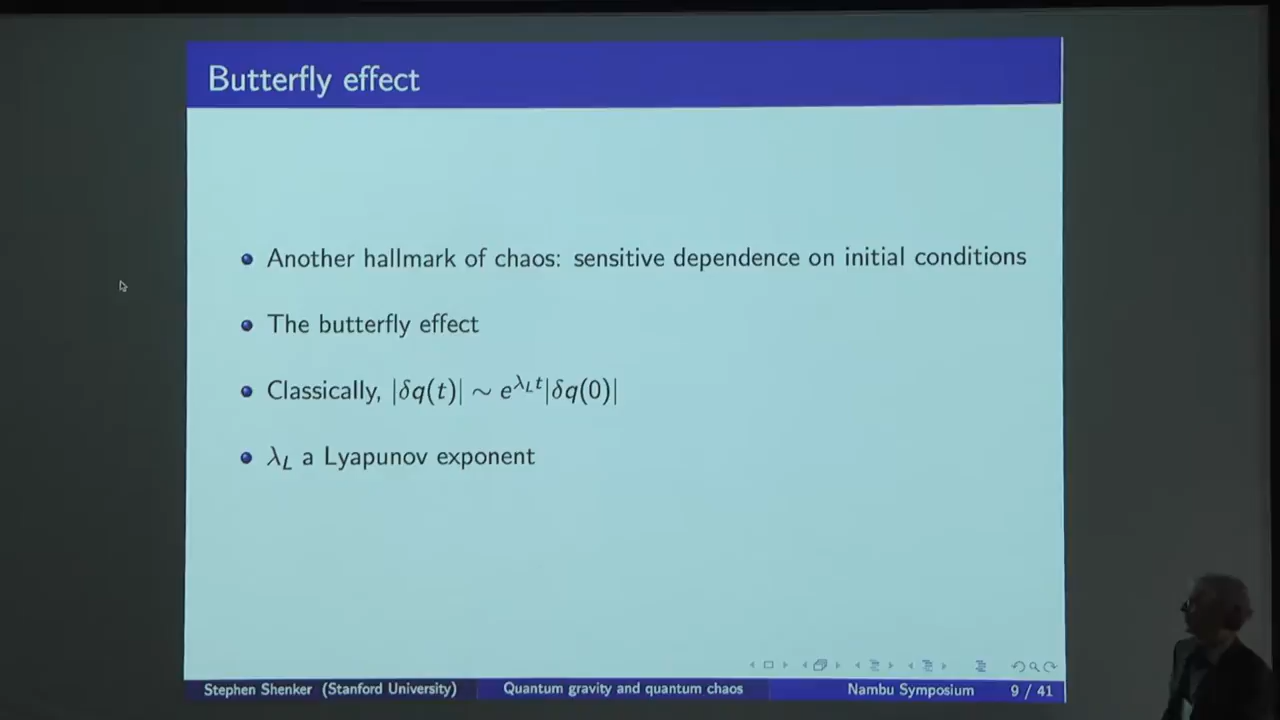 Butterfly effect
Another hallmark of chaos: sensitive dependence on initial conditions
The butterfly effect
Classically, |δq(t)| ∼ e^{λ_L t}|δq(0)|
λ_L a Lyapunov exponent
Stephen Shenker (Stanford University) Quantum gravity and quantum chaos Nambu Symposium 9 / 41